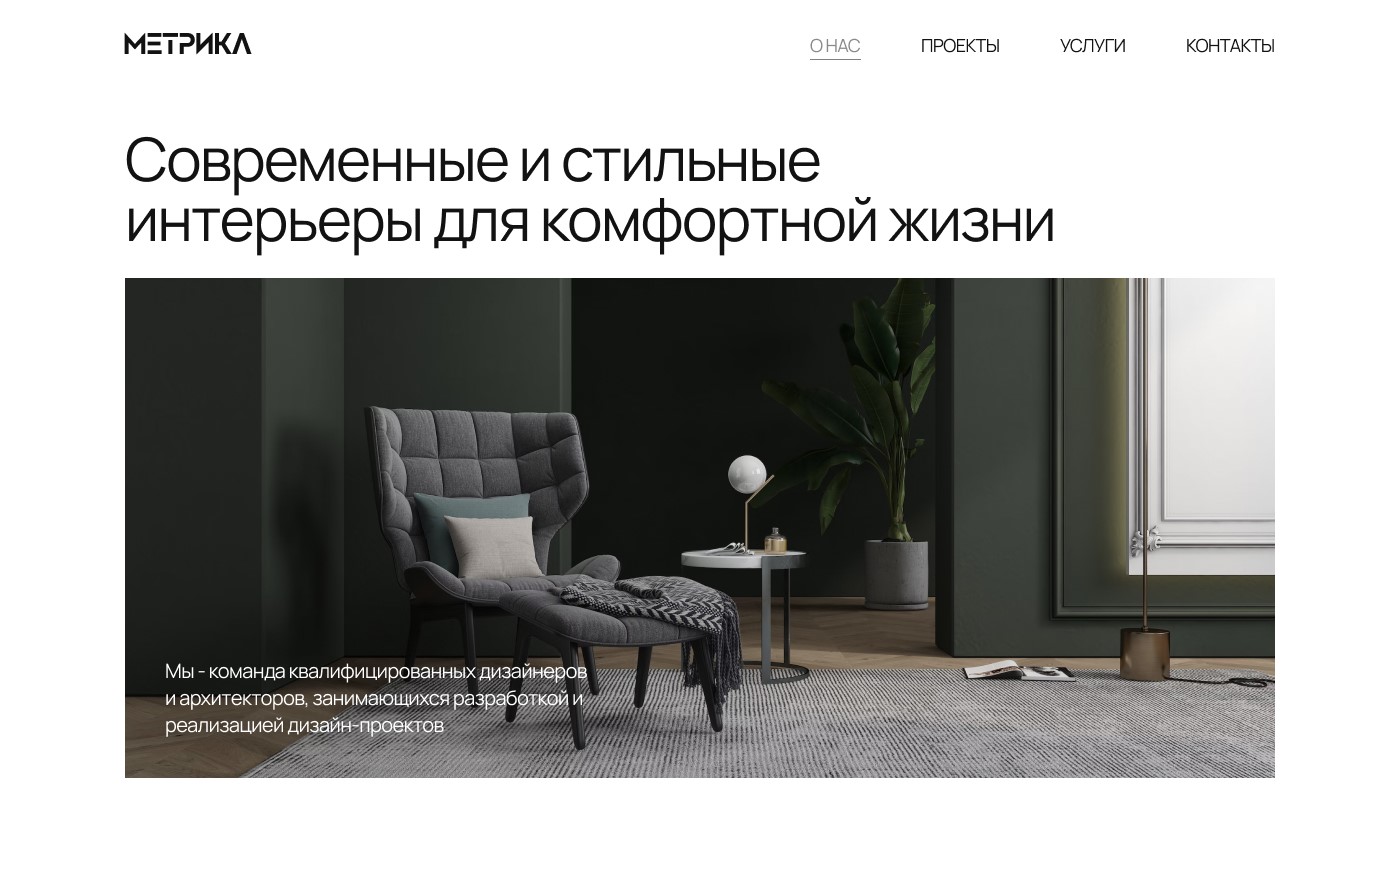 МЕТРИКА
О НАС ПРОЕКТЫ УСЛУГИ КОНТАКТЫ
Современные и стильные
интерьеры для комфортной жизни
Мы - команда квалифицированных дизайнеров
и архитекторов, занимающихся разработкой и
реализацией дизайн-проектов